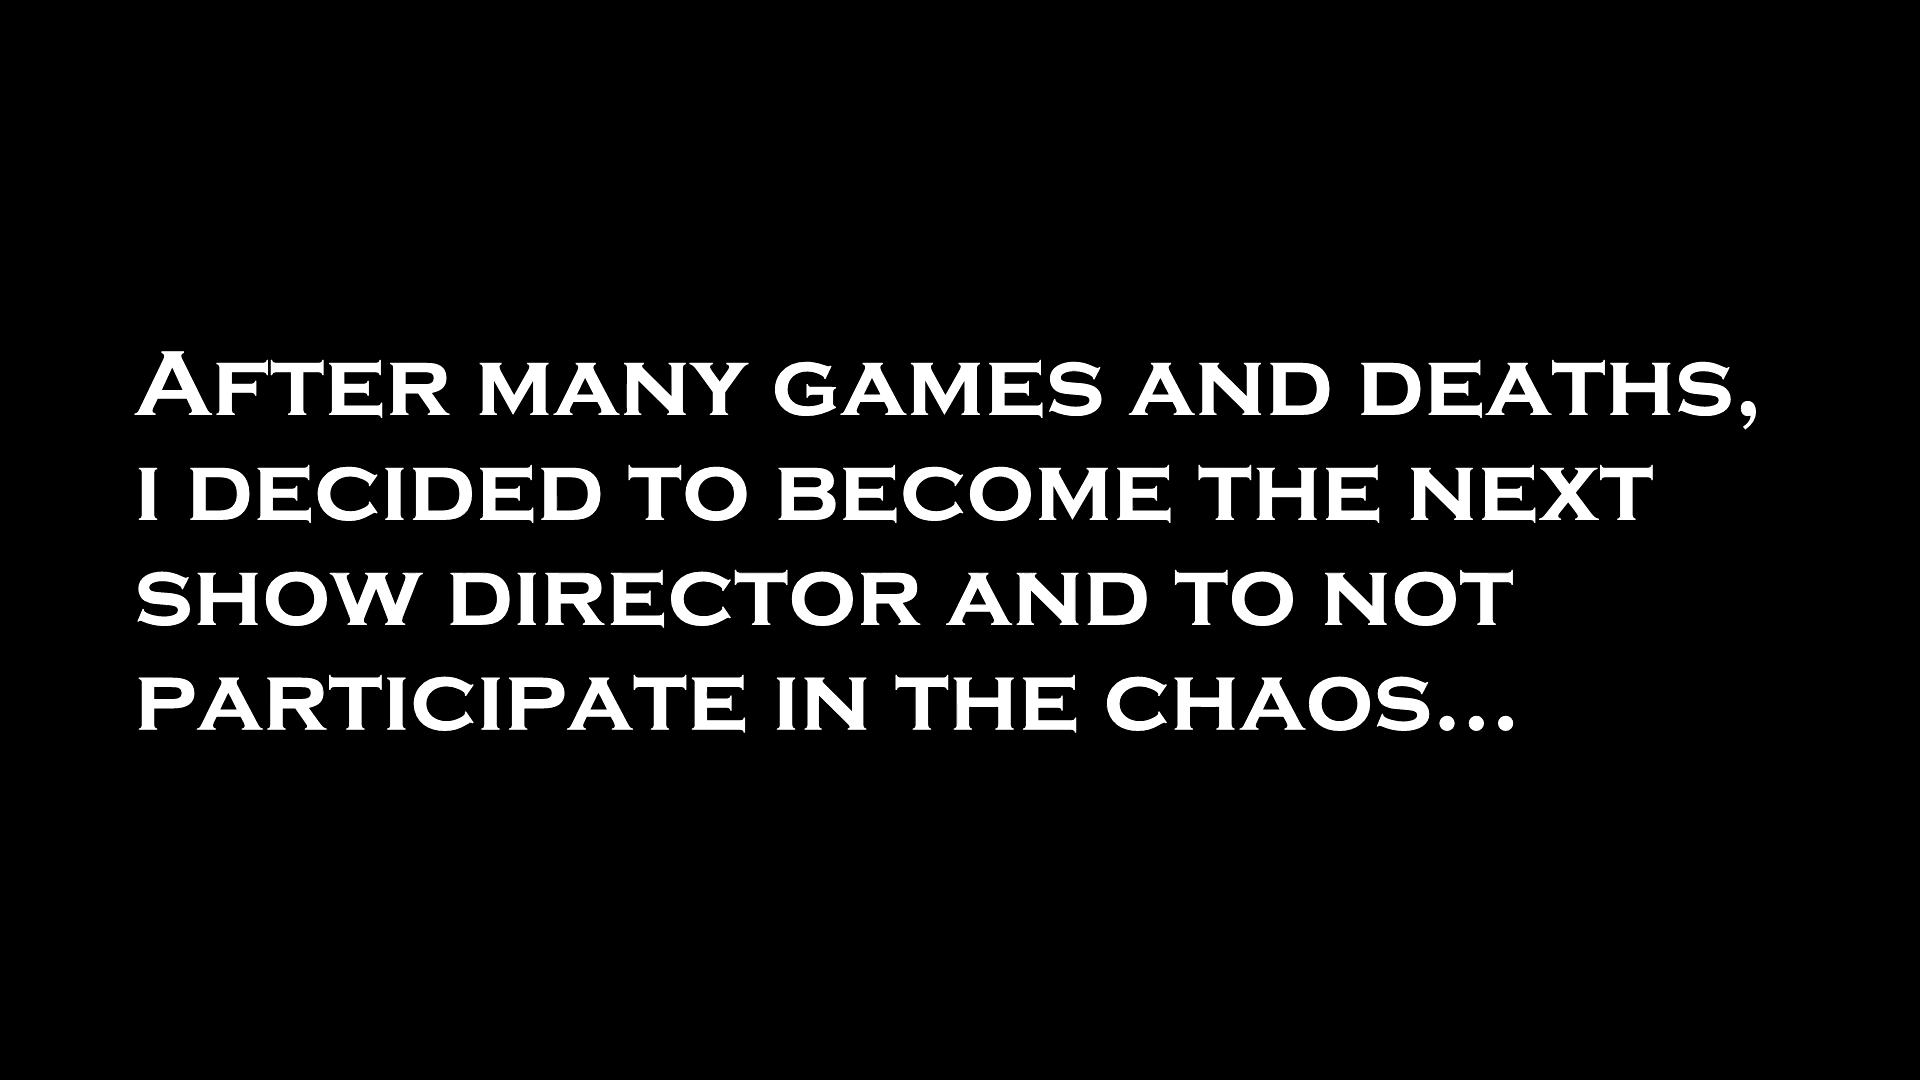 After many games and deaths,
i decided to become the next
show director and to not
participate in the chaos...